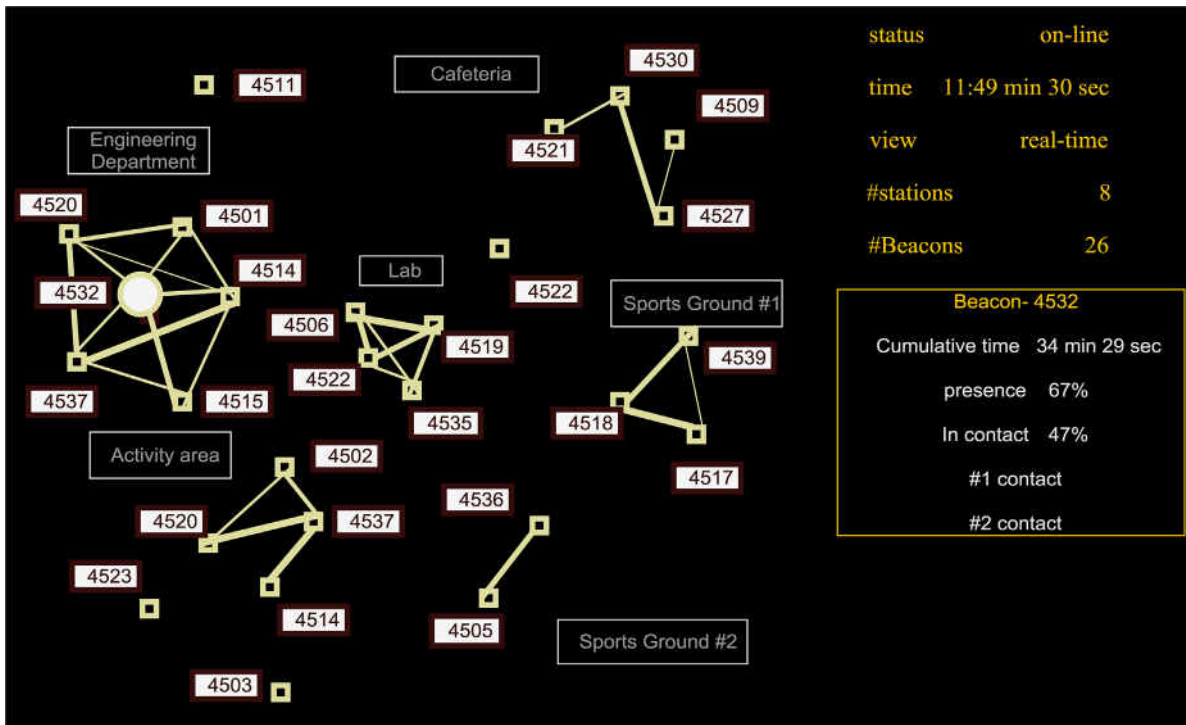 4511
Engineering
Department
4520
4501
4532
4514
4537
4515
Cafeteria
4530
4509
4521
4527
4522
Lab
4506
4519
4522
4535
Sports Ground #1
4539
4518
4517
Activity area
4502
4520
4537
4523
4514
4503
4536
4505
Sports Ground #2
status on-line
time 11:49 min 30 sec
view real-time
#stations 8
#Beacons 26
Beacon- 4532
Cumulative time 34 min 29 sec
presence 67%
In contact 47%
#1 contact
#2 contact